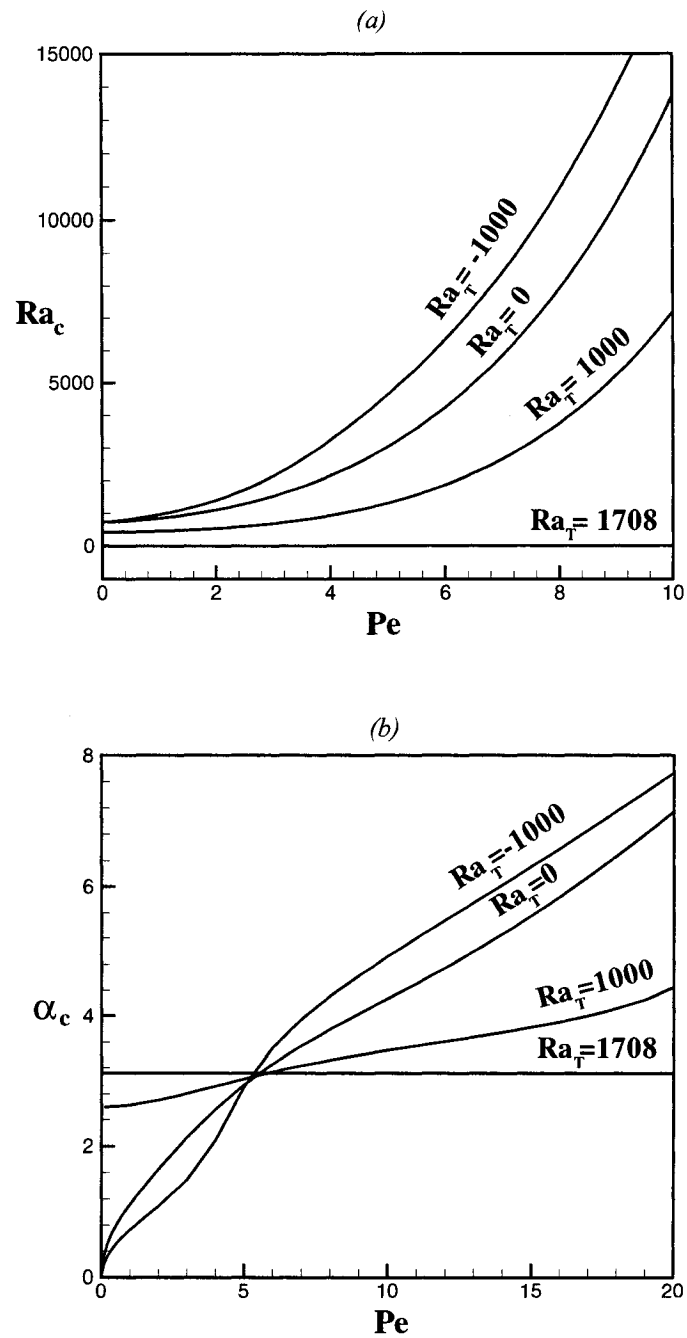 (a)
15000
10000
5000
0
Ra_c
Ra_T = -1000
Ra_T = 0
Ra_T = 1000
Ra_T = 1708
0 2 4 6 8 10
Pe
(b)
8
6
4
2
0
α_c
Ra_T=-1000
Ra_T=0
Ra_T=1000
Ra_T=1708
0 5 10 15 20
Pe